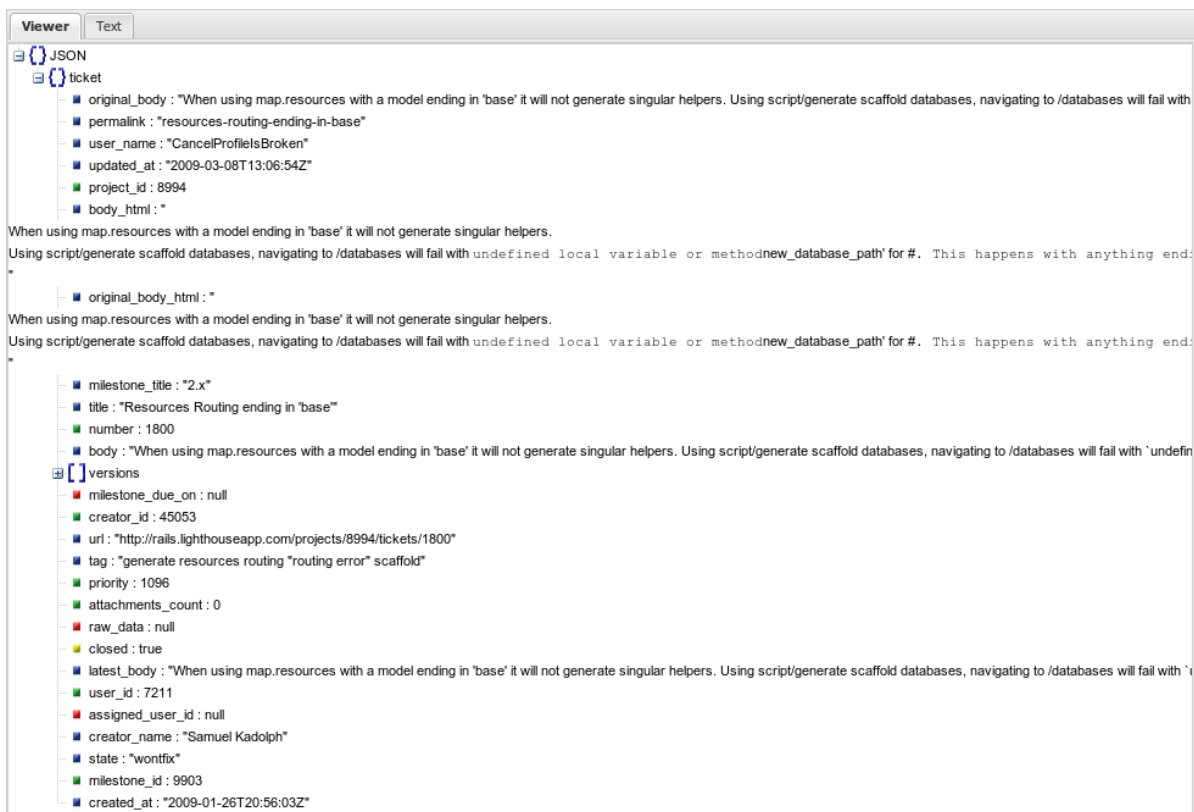 Viewer Text
JSON
ticket
original_body : "When using map.resources with a model ending in 'base' it will not generate singular helpers. Using script/generate scaffold databases, navigating to /databases will fail with
permalink : "resources-routing-ending-in-base"
user_name : "CancelProfileIsBroken"
updated_at : "2009-03-08T13:06:54Z"
project_id : 8994
body_html : "
When using map.resources with a model ending in 'base' it will not generate singular helpers.
Using script/generate scaffold databases, navigating to /databases will fail with undefined local variable or methodnew_database_path' for #. This happens with anything endi
"
original_body_html : "
When using map.resources with a model ending in 'base' it will not generate singular helpers.
Using script/generate scaffold databases, navigating to /databases will fail with undefined local variable or methodnew_database_path' for #. This happens with anything endi
"
milestone_title : "2.x"
title : "Resources Routing ending in 'base'"
number : 1800
body : "When using map.resources with a model ending in 'base' it will not generate singular helpers. Using script/generate scaffold databases, navigating to /databases will fail with `undefin
versions
milestone_due_on : null
creator_id : 45053
url : "http://rails.lighthouseapp.com/projects/8994/tickets/1800"
tag : "generate resources routing "routing error" scaffold"
priority : 1096
attachments_count : 0
raw_data : null
closed : true
latest_body : "When using map.resources with a model ending in 'base' it will not generate singular helpers. Using script/generate scaffold databases, navigating to /databases will fail with `u
user_id : 7211
assigned_user_id : null
creator_name : "Samuel Kadolph"
state : "wontfix"
milestone_id : 9903
created_at : "2009-01-26T20:56:03Z"